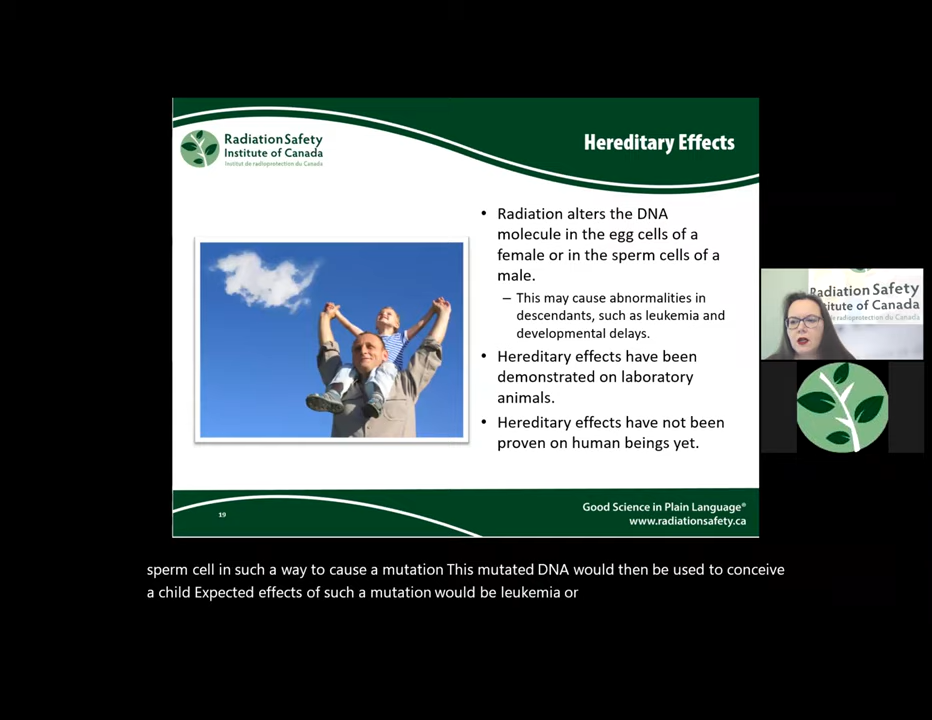 Radiation Safety
Institute of Canada
Institut de radioprotection du Canada
Hereditary Effects
• Radiation alters the DNA
molecule in the egg cells of a
female or in the sperm cells of a
male.
– This may cause abnormalities in
descendants, such as leukemia and
developmental delays.
• Hereditary effects have been
demonstrated on laboratory
animals.
• Hereditary effects have not been
proven on human beings yet.
19
Good Science in Plain Language®
www.radiationsafety.ca
Radiation Safety
stitute of Canada
de radioprotection du Canada
sperm cell in such a way to cause a mutation This mutated DNA would then be used to conceive
a child Expected effects of such a mutation would be leukemia or